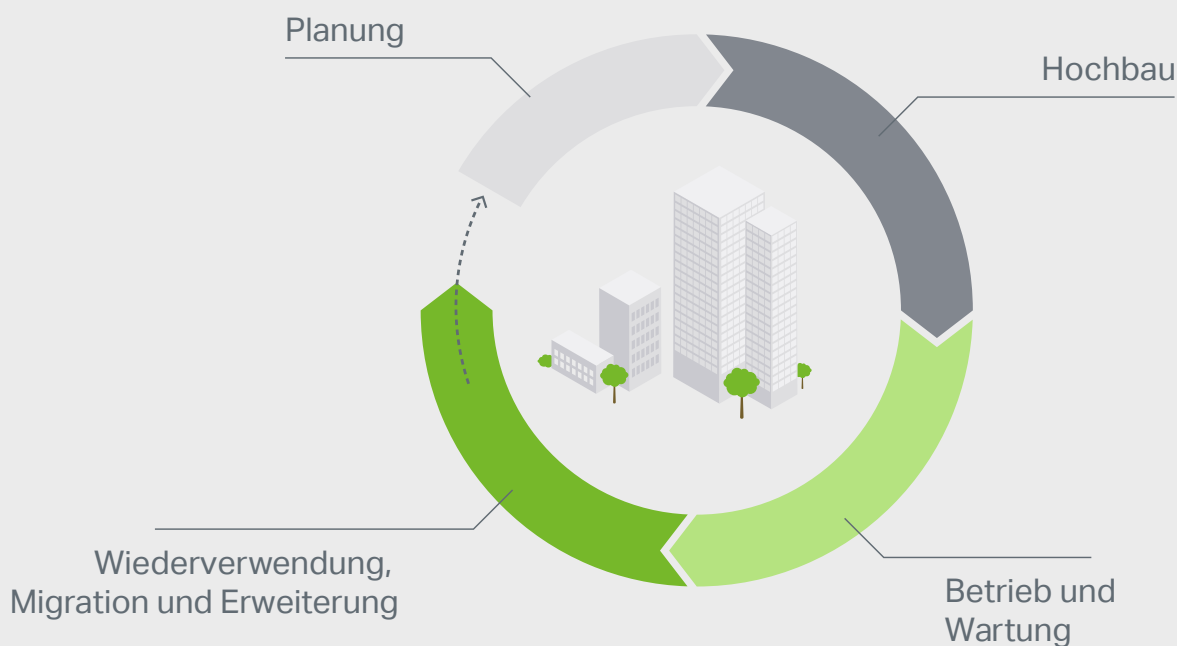 Planung
Hochbau
Wiederverwendung,
Migration und Erweiterung
Betrieb und
Wartung